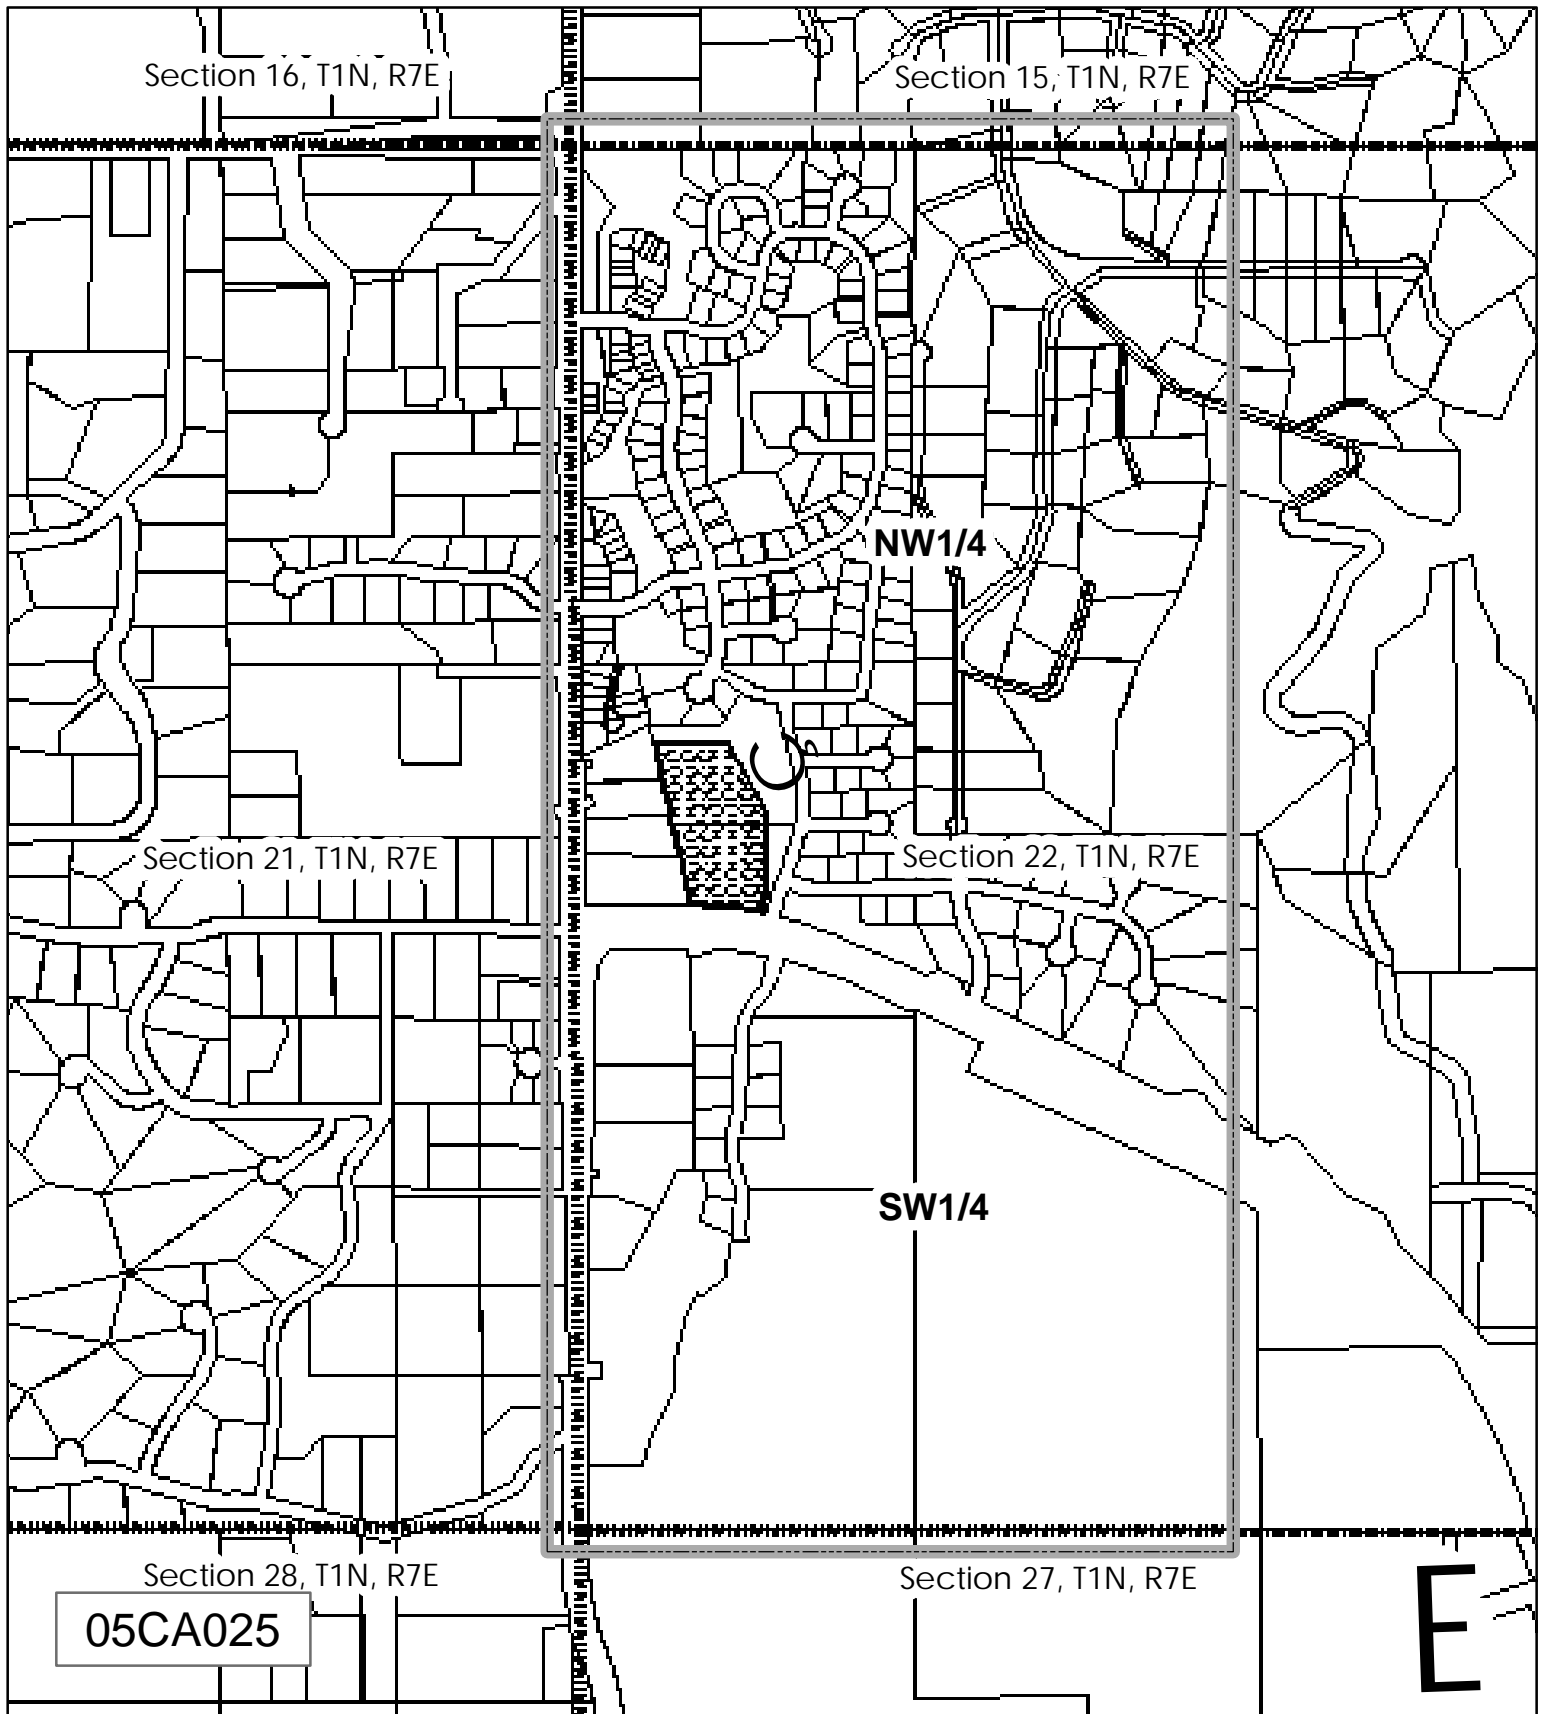 Section 16, T1N, R7E
Section 15, T1N, R7E
NW1/4
C
Section 21, T1N, R7E
Section 22, T1N, R7E
SW1/4
Section 28, T1N, R7E
Section 27, T1N, R7E
05CA025
E